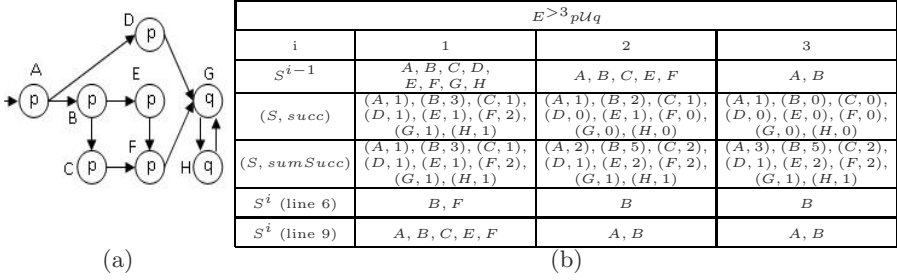 D
p
A
E
G
p
p
p
q
B
C
F
H
p
p
q
(a)
E^{>3} pUq
i 1 2 3
S^{i−1} A, B, C, D, E, F, G, H A, B, C, E, F A, B
(S, succ) (A, 1), (B, 3), (C, 1), (D, 1), (E, 1), (F, 2), (G, 1), (H, 1) (A, 1), (B, 2), (C, 1), (D, 0), (E, 1), (F, 0), (G, 0), (H, 0) (A, 1), (B, 0), (C, 0), (D, 0), (E, 0), (F, 0), (G, 0), (H, 0)
(S, sumSucc) (A, 1), (B, 3), (C, 1), (D, 1), (E, 1), (F, 2), (G, 1), (H, 1) (A, 2), (B, 5), (C, 2), (D, 1), (E, 2), (F, 2), (G, 1), (H, 1) (A, 3), (B, 5), (C, 2), (D, 1), (E, 2), (F, 2), (G, 1), (H, 1)
S^i (line 6) B, F B B
S^i (line 9) A, B, C, E, F A, B A, B
(b)